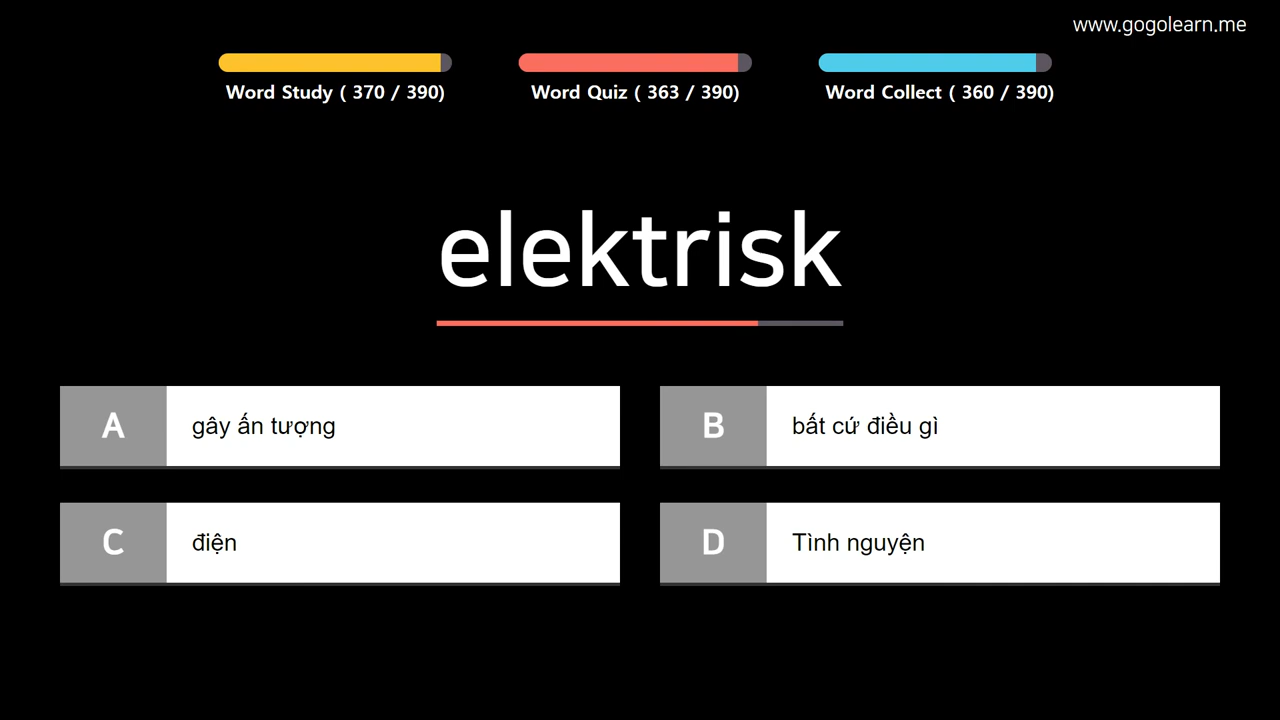 www.gogolearn.me
Word Study ( 370 / 390)
Word Quiz ( 363 / 390)
Word Collect ( 360 / 390)
elektrisk
A gây ấn tượng
B bất cứ điều gì
C điện
D Tình nguyện